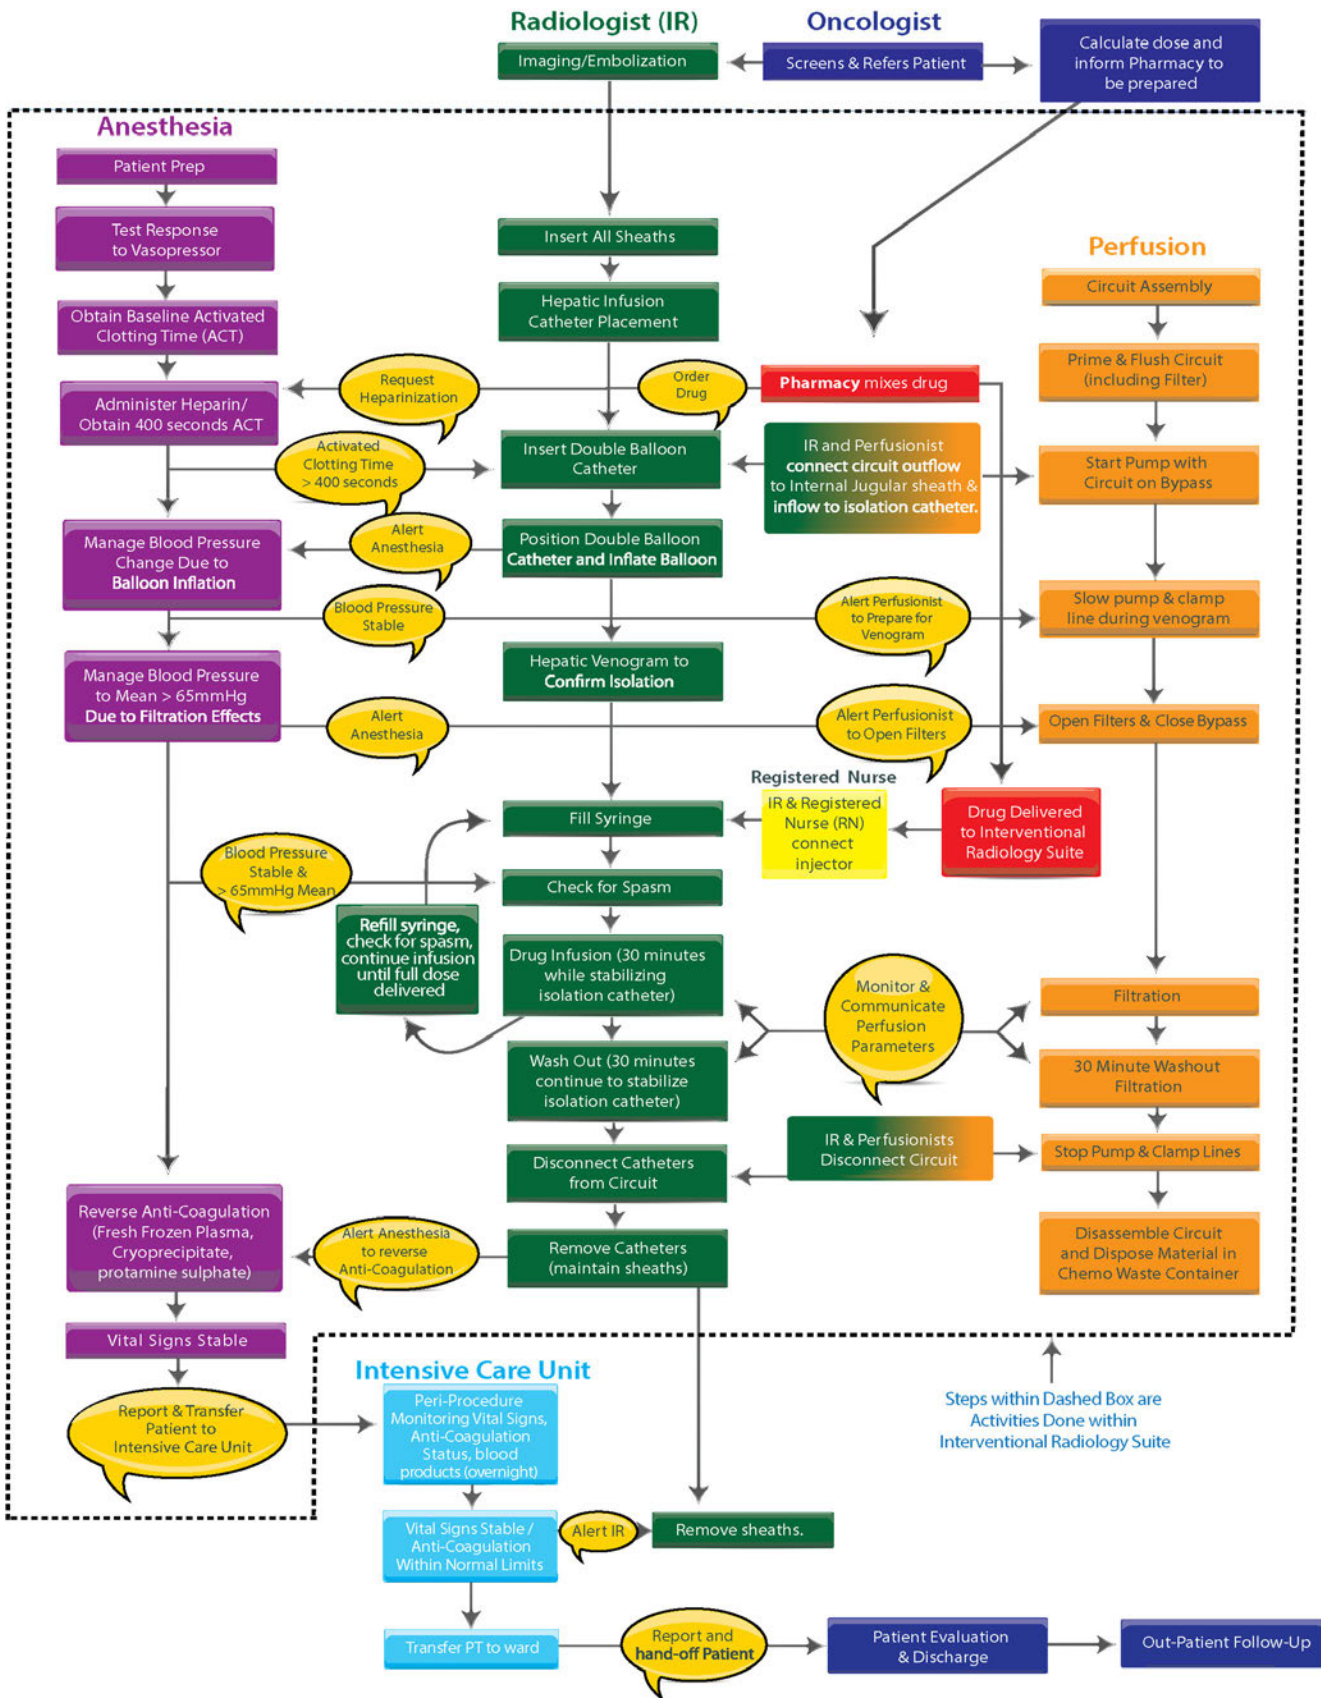 Radiologist (IR)
Oncologist
Imaging/Embolization
Screens & Refers Patient
Calculate dose and
inform Pharmacy to
be prepared
Anesthesia
Patient Prep
Test Response
to Vasopressor
Obtain Baseline Activated
Clotting Time (ACT)
Administer Heparin/
Obtain 400 seconds ACT
Manage Blood Pressure
Change Due to
Balloon Inflation
Manage Blood Pressure
to Mean > 65mmHg
Due to Filtration Effects
Reverse Anti-Coagulation
(Fresh Frozen Plasma,
Cryoprecipitate,
protamine sulphate)
Vital Signs Stable
Report & Transfer
Patient to
Intensive Care Unit
Request
Heparinization
Activated
Clotting Time
> 400 seconds
Alert
Anesthesia
Blood Pressure
Stable
Alert
Anesthesia
Blood Pressure
Stable &
> 65mmHg Mean
Refill syringe,
check for spasm,
continue infusion
until full dose
delivered
Alert Anesthesia
to reverse
Anti-Coagulation
Insert All Sheaths
Hepatic Infusion
Catheter Placement
Insert Double Balloon
Catheter
Position Double Balloon
Catheter and Inflate Balloon
Hepatic Venogram to
Confirm Isolation
Fill Syringe
Check for Spasm
Drug Infusion (30 minutes
while stabilizing
isolation catheter)
Wash Out (30 minutes
continue to stabilize
isolation catheter)
Disconnect Catheters
from Circuit
Remove Catheters
(maintain sheaths)
Order
Drug
Pharmacy mixes drug
IR and Perfusionist
connect circuit outflow
to Internal Jugular sheath &
inflow to isolation catheter.
Alert Perfusionist
to Prepare for
Venogram
Alert Perfusionist
to Open Filters
Registered Nurse
IR & Registered
Nurse (RN)
connect
injector
Drug Delivered
to Interventional
Radiology Suite
Monitor &
Communicate
Perfusion
Parameters
IR & Perfusionists
Disconnect Circuit
Perfusion
Circuit Assembly
Prime & Flush Circuit
(including Filter)
Start Pump with
Circuit on Bypass
Slow pump & clamp
line during venogram
Open Filters & Close Bypass
Filtration
30 Minute Washout
Filtration
Stop Pump & Clamp Lines
Disassemble Circuit
and Dispose Material in
Chemo Waste Container
Steps within Dashed Box are
Activities Done within
Interventional Radiology Suite
Intensive Care Unit
Peri-Procedure
Monitoring Vital Signs,
Anti-Coagulation
Status, blood
products (overnight)
Vital Signs Stable /
Anti-Coagulation
Within Normal Limits
Alert IR
Remove sheaths.
Transfer PT to ward
Report and
hand-off Patient
Patient Evaluation
& Discharge
Out-Patient Follow-Up